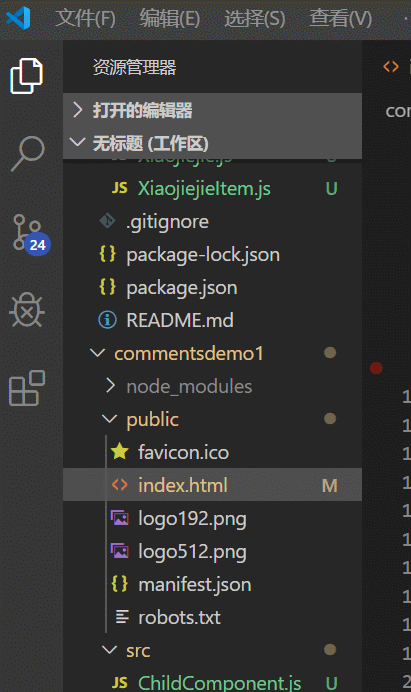 文件(F) 编辑(E) 选择(S) 查看(V)
资源管理器
打开的编辑器
无标题 (工作区)
Xiaojiejie.js U
JS XiaojiejieItem.js U
.gitignore
{} package-lock.json
24
{} package.json
README.md
commentsdemo1
node_modules
public
favicon.ico
<> index.html M
logo192.png
logo512.png
{} manifest.json
robots.txt
src
JS ChildComponent.js U